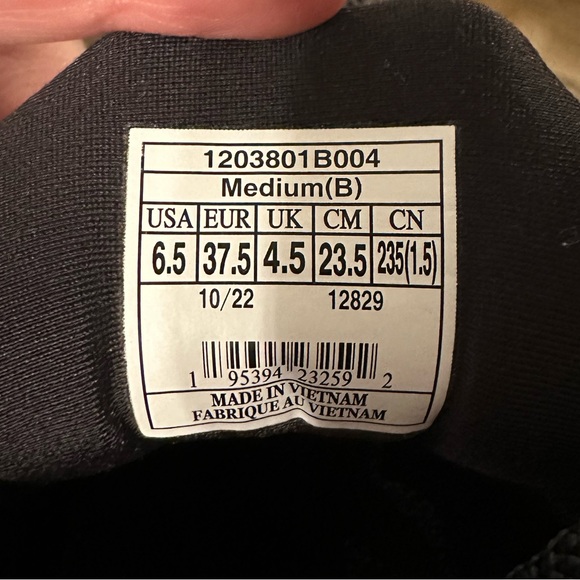 1203801B004
Medium(B)
USA EUR UK CM CN
6.5 37.5 4.5 23.5 235(1.5)
10/22 12829
1 95394 23259 2
MADE IN VIETNAM
FABRIQUE AU VIETNAM